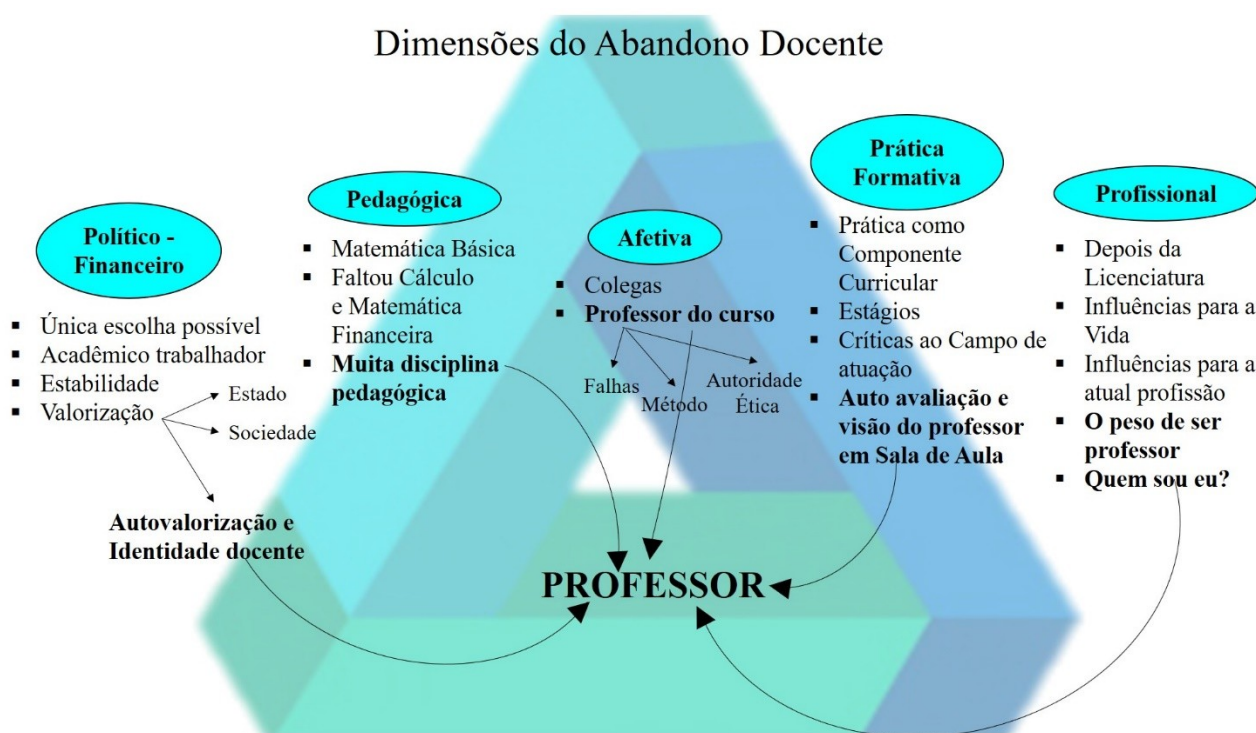 Dimensões do Abandono Docente
Político -
Financeiro
▪ Única escolha possível
▪ Acadêmico trabalhador
▪ Estabilidade
▪ Valorização
Estado
Sociedade
Autovalorização e
Identidade docente
Pedagógica
▪ Matemática Básica
▪ Faltou Cálculo
e Matemática
Financeira
▪ Muita disciplina
pedagógica
Afetiva
▪ Colegas
▪ Professor do curso
Falhas
Método
Autoridade
Ética
Prática
Formativa
▪ Prática como
Componente
Curricular
▪ Estágios
▪ Críticas ao Campo de
atuação
▪ Auto avaliação e
visão do professor
em Sala de Aula
Profissional
▪ Depois da
Licenciatura
▪ Influências para a
Vida
▪ Influências para a
atual profissão
▪ O peso de ser
professor
▪ Quem sou eu?
PROFESSOR